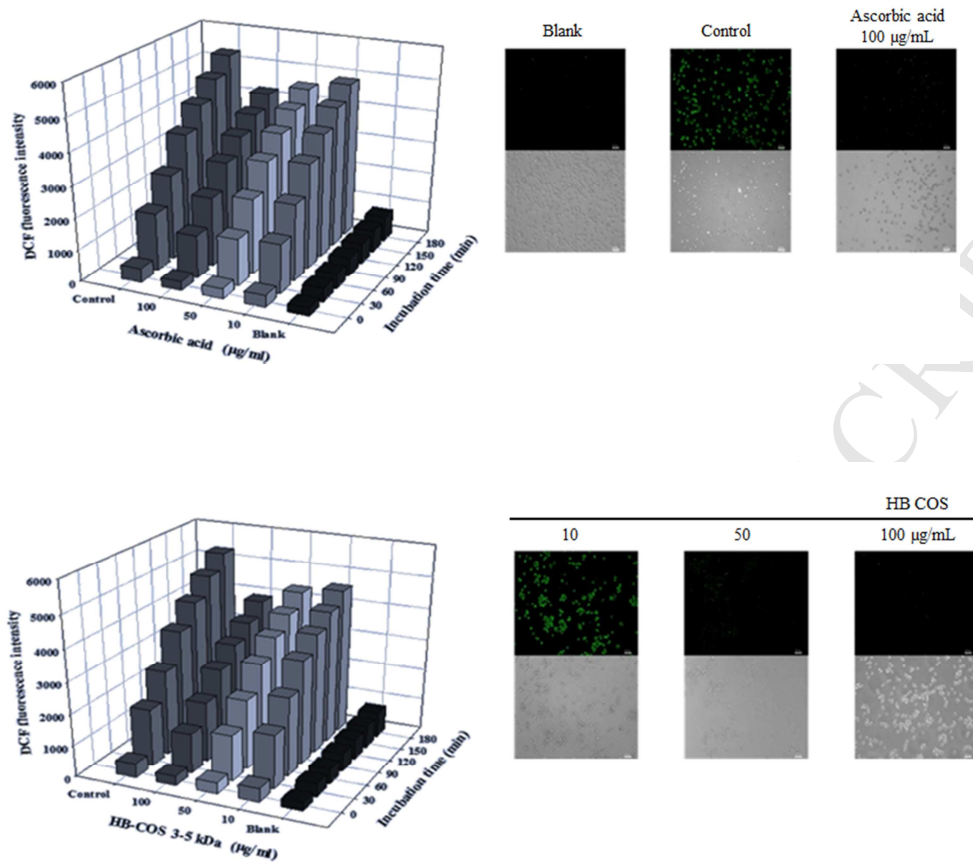 Blank
Control
Ascorbic acid
100 µg/mL
DCF fluorescence intensity
6000
5000
4000
3000
2000
1000
0
Control
100
50
10
Blank
Ascorbic acid (µg/ml)
0
30
60
90
120
150
180
Incubation time (min)
HB COS
10
50
100 µg/mL
DCF fluorescence intensity
6000
5000
4000
3000
2000
1000
0
Control
100
50
10
Blank
HB-COS 3-5 kDa (µg/ml)
0
30
60
90
120
150
180
Incubation time (min)